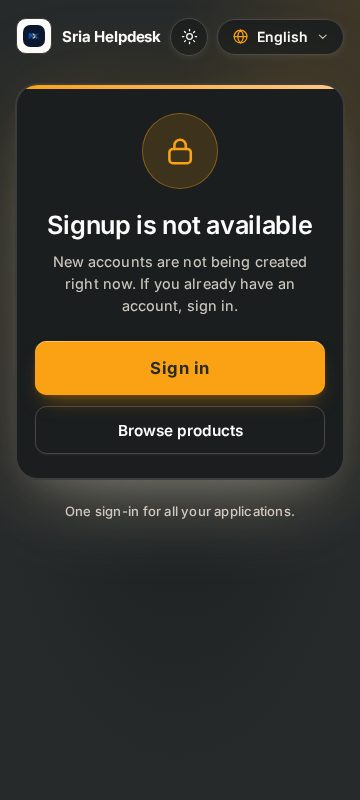 Sria Helpdesk
English
Signup is not available
New accounts are not being created
right now. If you already have an
account, sign in.
Sign in
Browse products
One sign-in for all your applications.